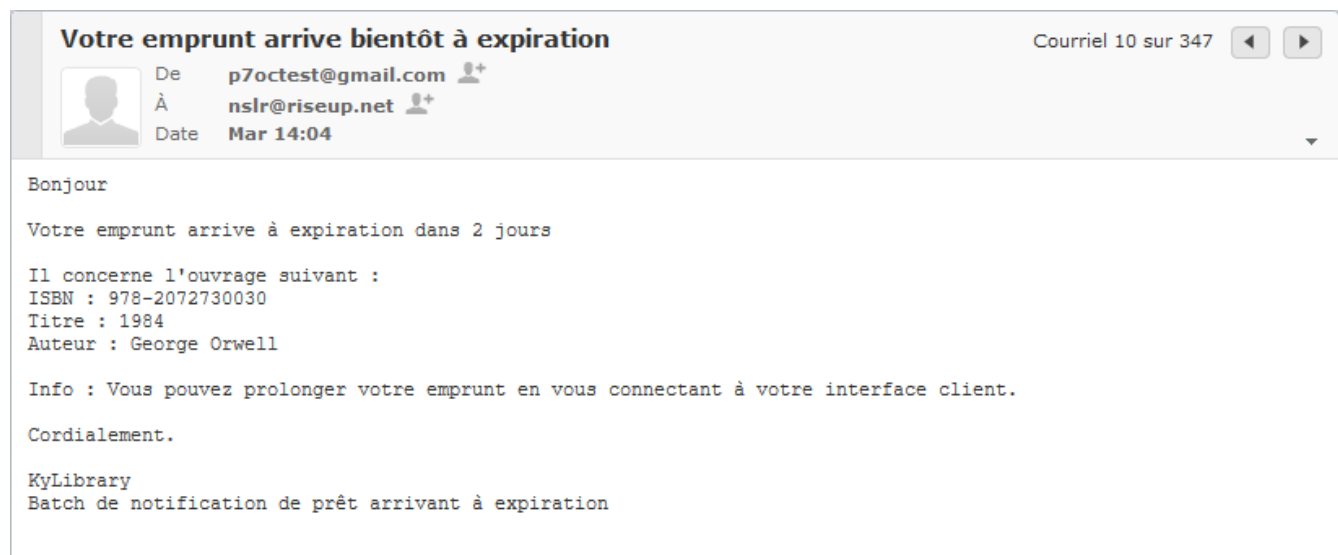 Votre emprunt arrive bientôt à expiration
Courriel 10 sur 347
De p7octest@gmail.com
À nslr@riseup.net
Date Mar 14:04
Bonjour
Votre emprunt arrive à expiration dans 2 jours
Il concerne l'ouvrage suivant :
ISBN : 978-2072730030
Titre : 1984
Auteur : George Orwell
Info : Vous pouvez prolonger votre emprunt en vous connectant à votre interface client.
Cordialement.
KyLibrary
Batch de notification de prêt arrivant à expiration